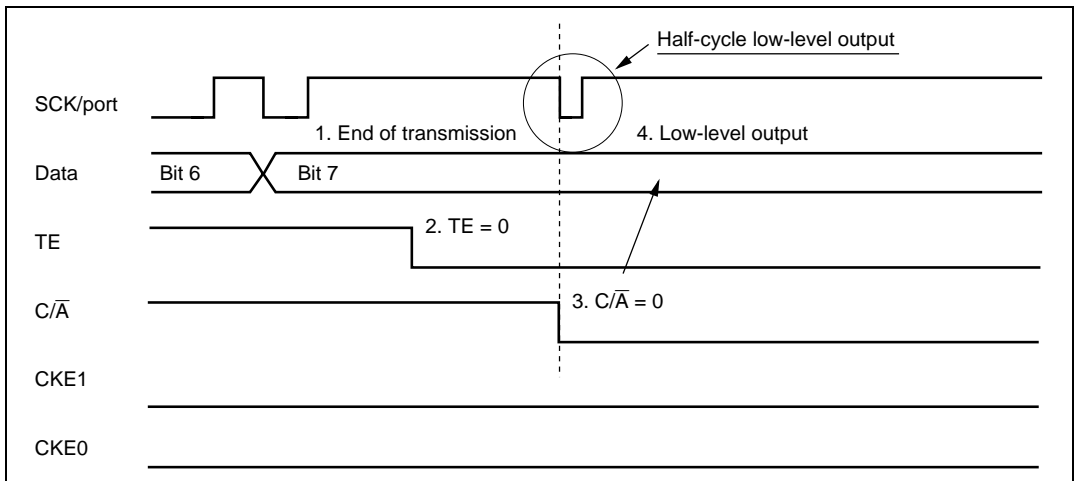 Half-cycle low-level output
SCK/port
1. End of transmission
4. Low-level output
Data
Bit 6
Bit 7
TE
2. TE = 0
C/A̅
3. C/A̅ = 0
CKE1
CKE0